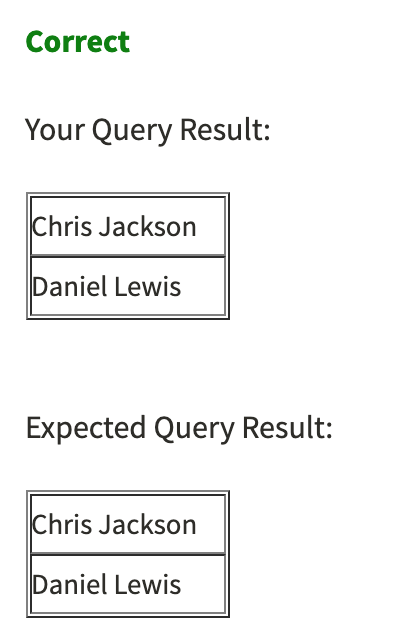 Correct
Your Query Result:
Chris Jackson
Daniel Lewis
Expected Query Result:
Chris Jackson
Daniel Lewis